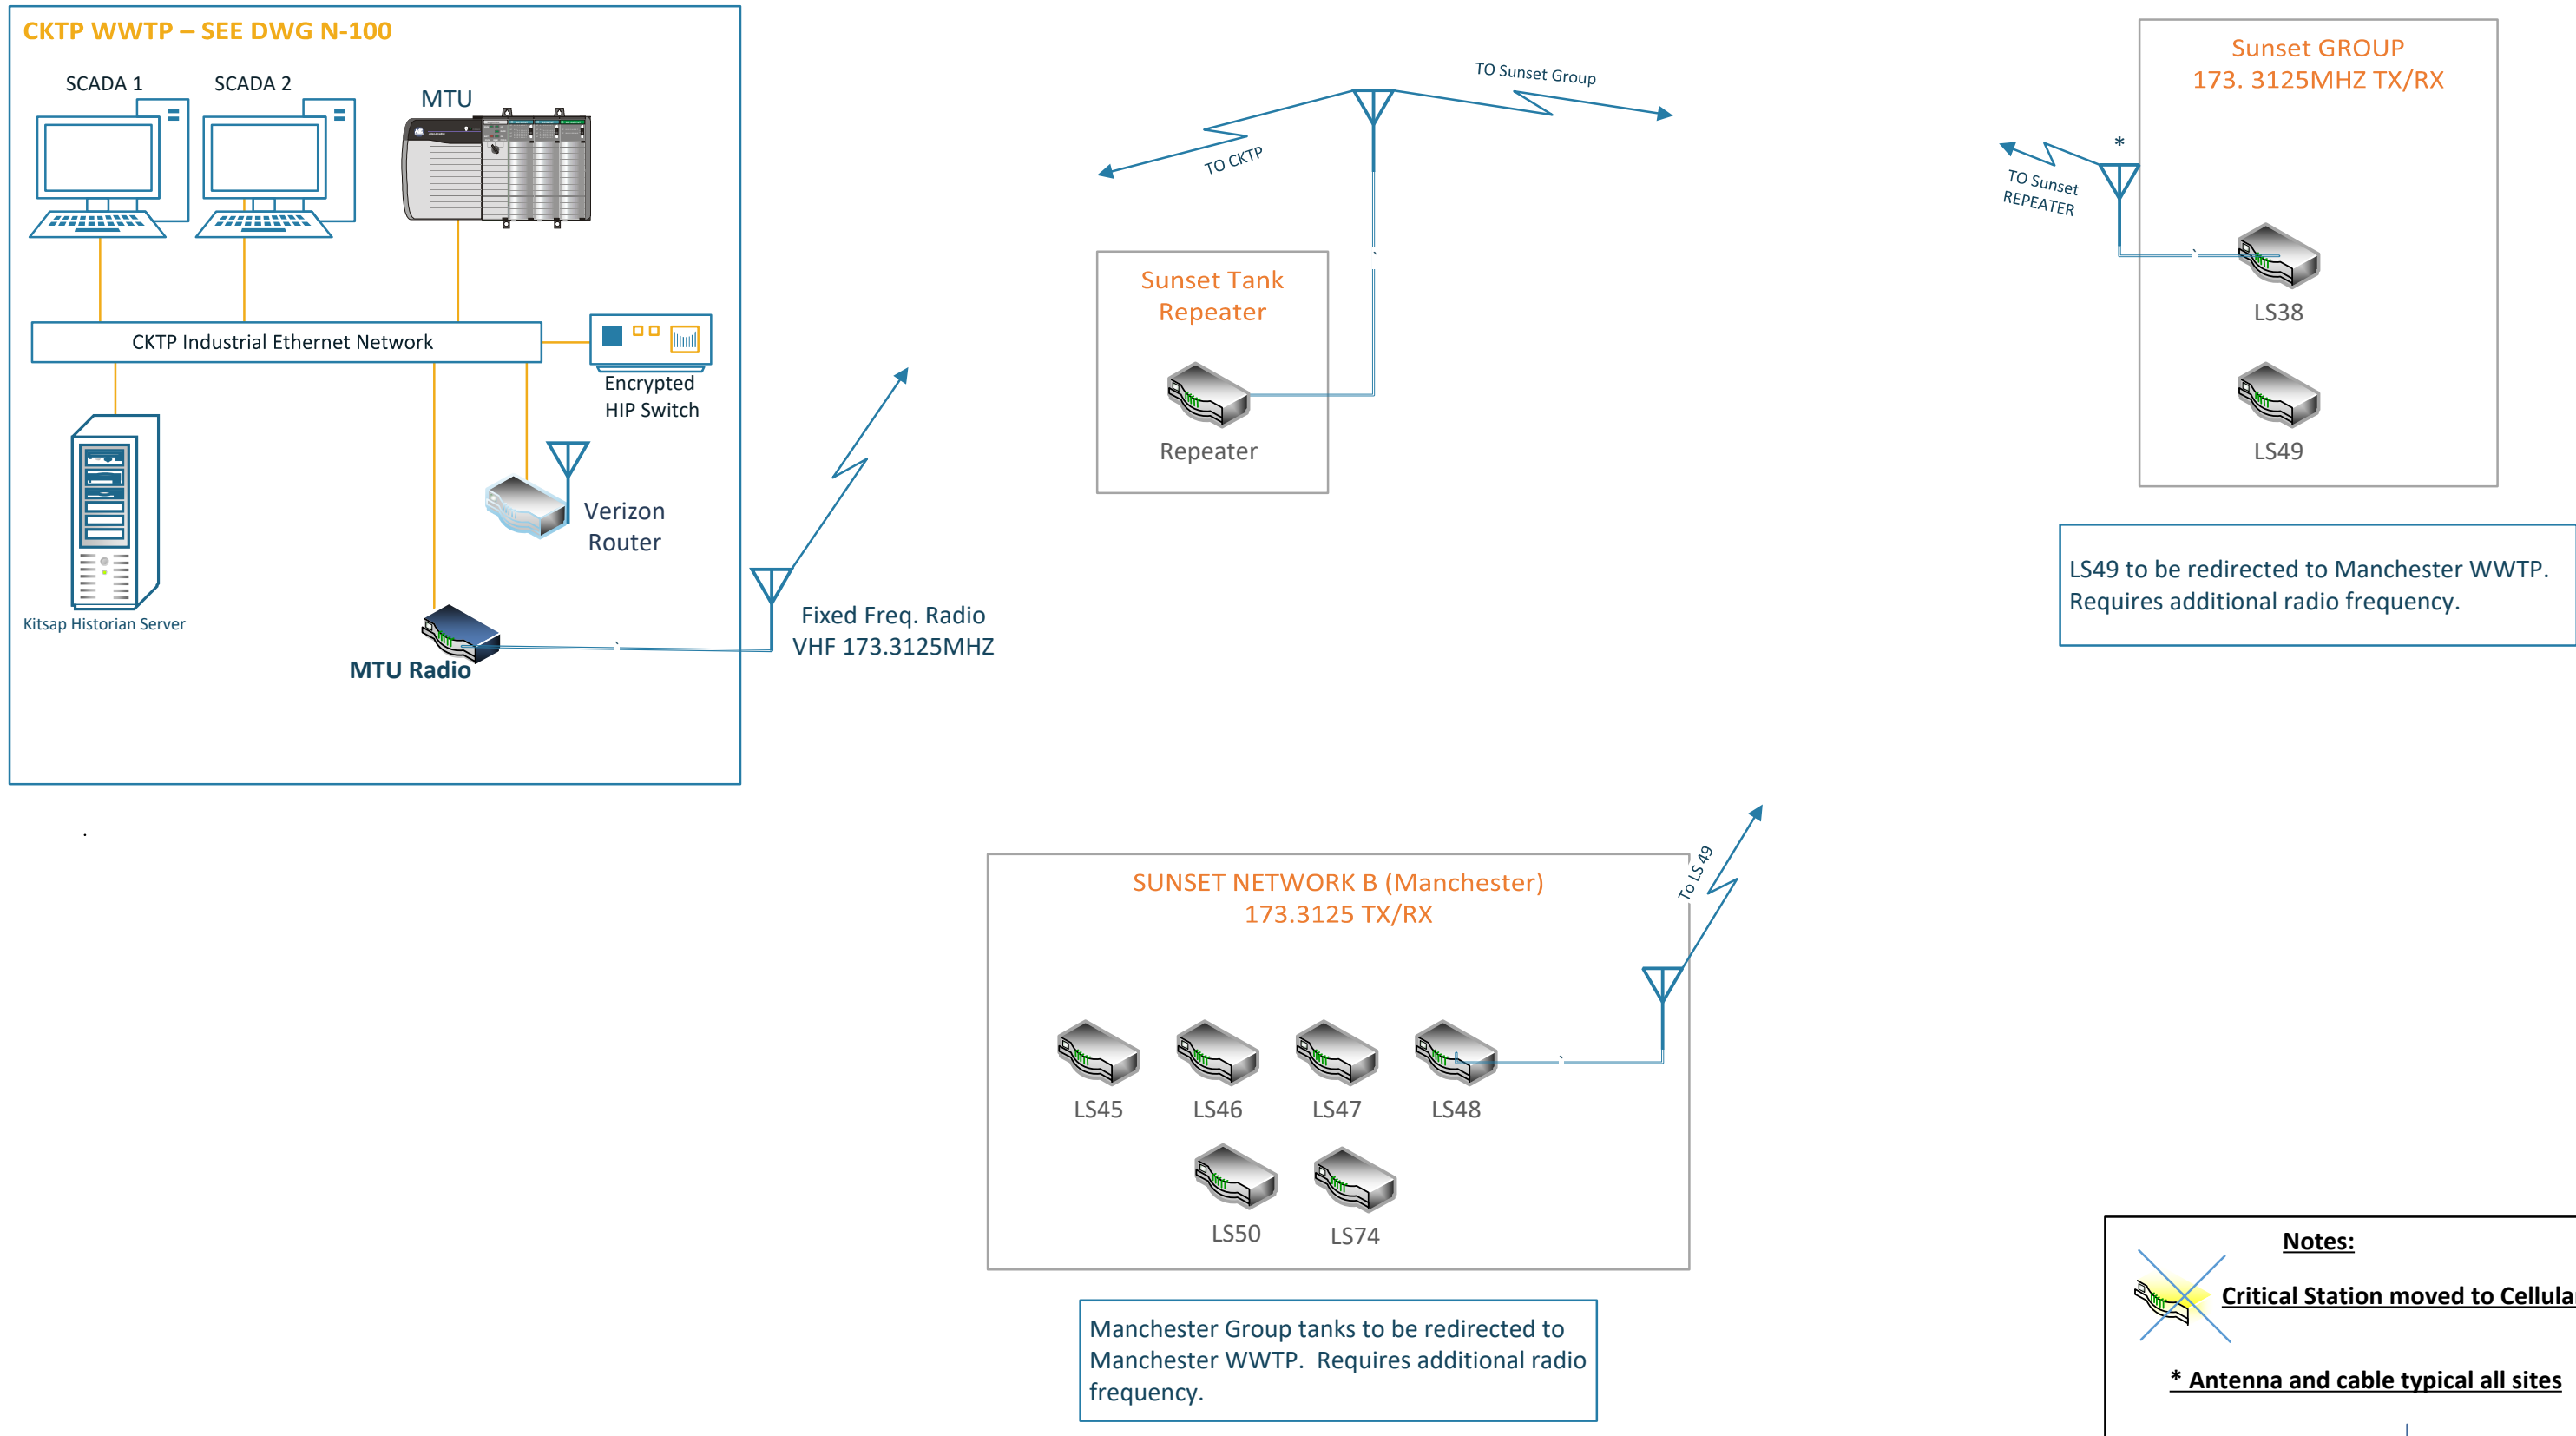 CKTP WWTP – SEE DWG N-100
SCADA 1
SCADA 2
MTU
CKTP Industrial Ethernet Network
Encrypted
HIP Switch
Verizon
Router
Kitsap Historian Server
MTU Radio
Fixed Freq. Radio
VHF 173.3125MHZ
TO CKTP
TO Sunset Group
Sunset Tank
Repeater
Repeater
Sunset GROUP
173. 3125MHZ TX/RX
*
TO Sunset
REPEATER
LS38
LS49
LS49 to be redirected to Manchester WWTP.
Requires additional radio frequency.
SUNSET NETWORK B (Manchester)
173.3125 TX/RX
To LS 49
LS45
LS46
LS47
LS48
LS50
LS74
Manchester Group tanks to be redirected to
Manchester WWTP. Requires additional radio
frequency.
Notes:
Critical Station moved to Cellular
* Antenna and cable typical all sites